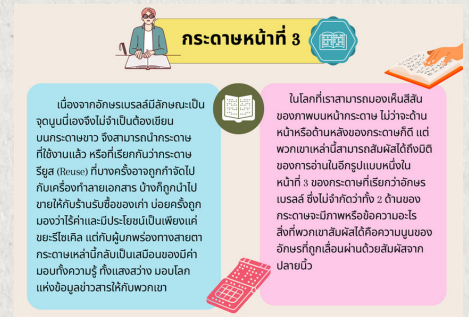 กระดาษหน้าที่ 3
เนื่องจากอักษรเบรลล์มีลักษณะเป็น
จุดนูนนี่เองจึงไม่จำเป็นต้องเขียน
บนกระดาษขาว จึงสามารถนำกระดาษ
ที่ใช้งานแล้ว หรือที่เรียกกันว่ากระดาษ
รียูส (Reuse) ที่บางครั้งอาจถูกกำจัดไป
กับเครื่องทำลายเอกสาร บ้างก็ถูกนำไป
ขายให้กับร้านรับซื้อของเก่า บ่อยครั้งถูก
มองว่าไร้ค่าและมีประโยชน์เป็นเพียงแค่
ขยะรีไซเคิล แต่กับผู้บกพร่องทางสายตา
กระดาษเหล่านี้กลับเป็นเสมือนของมีค่า
มอบทั้งความรู้ ทั้งแสงสว่าง มอบโลก
แห่งข้อมูลข่าวสารให้กับพวกเขา
ในโลกที่เราสามารถมองเห็นสีสัน
ของภาพบนหน้ากระดาษ ไม่ว่าจะด้าน
หน้าหรือด้านหลังของกระดาษก็ดี แต่
พวกเขาเหล่านี้สามารถสัมผัสได้ถึงมิติ
ของการอ่านในอีกรูปแบบหนึ่งใน
หน้าที่ 3 ของกระดาษที่เรียกว่าอักษร
เบรลล์ ซึ่งไม่จำกัดว่าทั้ง 2 ด้านของ
กระดาษจะมีภาพหรือข้อความอะไร
สิ่งที่พวกเขาสัมผัสได้คือความนูนของ
อักษรที่ถูกเลื่อนผ่านด้วยสัมผัสจาก
ปลายนิ้ว